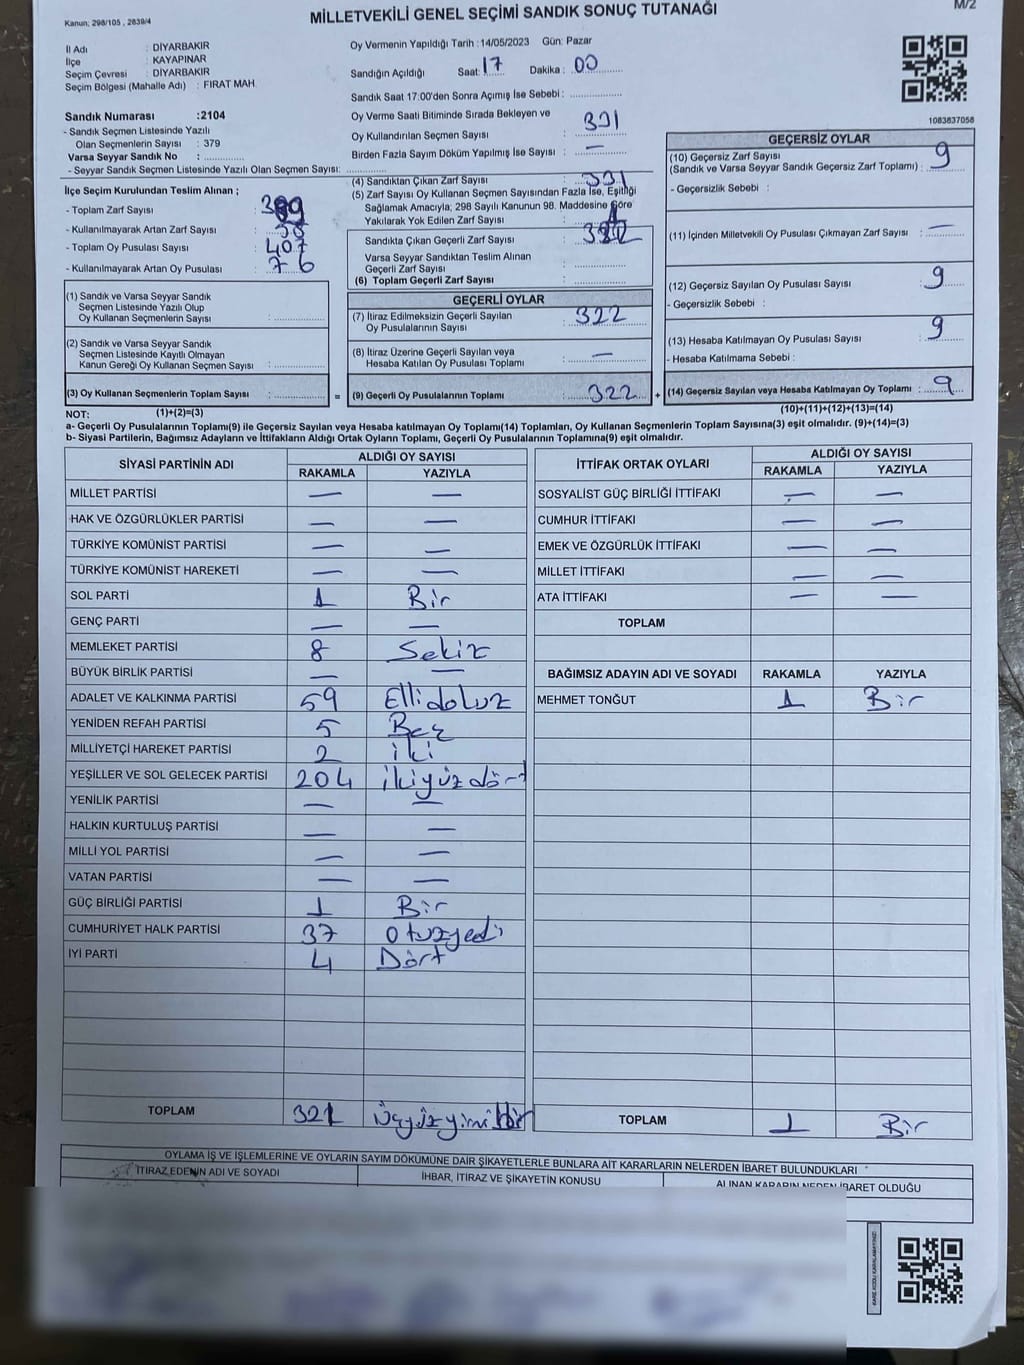 M/2
Kanun; 298/105 , 2839/4
MİLLETVEKİLİ GENEL SEÇİMİ SANDIK SONUÇ TUTANAĞI
İl Adı : DİYARBAKIR
İlçe : KAYAPINAR
Seçim Çevresi : DİYARBAKIR
Seçim Bölgesi (Mahalle Adı) : FIRAT MAH.
Sandık Numarası :2104
- Sandık Seçmen Listesinde Yazılı
Olan Seçmenlerin Sayısı : 379
Varsa Seyyar Sandık No :
- Seyyar Sandık Seçmen Listesinde Yazılı Olan Seçmen Sayısı:
Oy Vermenin Yapıldığı Tarih :14/05/2023 Gün: Pazar
Sandığın Açıldığı Saat: 17 Dakika : 00
Sandık Saat 17:00'den Sonra Açımış İse Sebebi :
Oy Verme Saati Bitiminde Sırada Bekleyen ve
Oy Kullandırılan Seçmen Sayısı : 331
Birden Fazla Sayım Döküm Yapılmış İse Sayısı : —
1083837058
İlçe Seçim Kurulundan Teslim Alınan ;
- Toplam Zarf Sayısı :
- Kullanılmayarak Artan Zarf Sayısı :
- Toplam Oy Pusulası Sayısı : 407
- Kullanılmayarak Artan Oy Pusulası : 76
(4) Sandıktan Çıkan Zarf Sayısı : 331
(5) Zarf Sayısı Oy Kullanan Seçmen Sayısından Fazla İse, Eşitliği
Sağlamak Amacıyla; 298 Sayılı Kanunun 98. Maddesine Göre
Yakılarak Yok Edilen Zarf Sayısı :
Sandıkta Çıkan Geçerli Zarf Sayısı :
Varsa Seyyar Sandıktan Teslim Alınan
Geçerli Zarf Sayısı :
(6) Toplam Geçerli Zarf Sayısı :
GEÇERSİZ OYLAR
(10) Geçersiz Zarf Sayısı
(Sandık ve Varsa Seyyar Sandık Geçersiz Zarf Toplamı) : 9
- Geçersizlik Sebebi :
(11) İçinden Milletvekili Oy Pusulası Çıkmayan Zarf Sayısı : —
(12) Geçersiz Sayılan Oy Pusulası Sayısı : 9
- Geçersizlik Sebebi :
(13) Hesaba Katılmayan Oy Pusulası Sayısı : 9
- Hesaba Katılmama Sebebi :
(1) Sandık ve Varsa Seyyar Sandık
Seçmen Listesinde Yazılı Olup
Oy Kullanan Seçmenlerin Sayısı :
(2) Sandık ve Varsa Seyyar Sandık
Seçmen Listesinde Kayıtlı Olmayan
Kanun Gereği Oy Kullanan Seçmen Sayısı :
GEÇERLİ OYLAR
(7) İtiraz Edilmeksizin Geçerli Sayılan
Oy Pusulalarının Sayısı : 322
(8) İtiraz Üzerine Geçerli Sayılan veya
Hesaba Katılan Oy Pusulası Toplamı : —
(3) Oy Kullanan Seçmenlerin Toplam Sayısı : = (9) Geçerli Oy Pusulalarının Toplamı : 322 + (14) Geçersiz Sayılan veya Hesaba Katılmayan Oy Toplamı : 9
NOT: (1)+(2)=(3) (10)+(11)+(12)+(13)=(14)
a- Geçerli Oy Pusulalarının Toplamı(9) ile Geçersiz Sayılan veya Hesaba katılmayan Oy Toplamı(14) Toplamları, Oy Kullanan Seçmenlerin Toplam Sayısına(3) eşit olmalıdır. (9)+(14)=(3)
b- Siyasi Partilerin, Bağımsız Adayların ve İttifakların Aldığı Ortak Oyların Toplamı, Geçerli Oy Pusulalarının Toplamına(9) eşit olmalıdır.
SİYASİ PARTİNİN ADI ALDIĞI OY SAYISI
RAKAMLA YAZIYLA
MİLLET PARTİSİ — —
HAK VE ÖZGÜRLÜKLER PARTİSİ — —
TÜRKİYE KOMÜNİST PARTİSİ — —
TÜRKİYE KOMÜNİST HAREKETİ — —
SOL PARTİ 1 Bir
GENÇ PARTİ — —
MEMLEKET PARTİSİ 8 Sekiz
BÜYÜK BİRLİK PARTİSİ — —
ADALET VE KALKINMA PARTİSİ 59 Ellidokuz
YENİDEN REFAH PARTİSİ 5 Beş
MİLLİYETÇİ HAREKET PARTİSİ 2 iki
YEŞİLLER VE SOL GELECEK PARTİSİ 204 ikiyüzdört
YENİLİK PARTİSİ — —
HALKIN KURTULUŞ PARTİSİ — —
MİLLİ YOL PARTİSİ — —
VATAN PARTİSİ — —
GÜÇ BİRLİĞİ PARTİSİ 1 Bir
CUMHURİYET HALK PARTİSİ 37 otuzyedi
İYİ PARTİ 4 Dört
TOPLAM 321 üçyüzyirmi bir
İTTİFAK ORTAK OYLARI ALDIĞI OY SAYISI
RAKAMLA YAZIYLA
SOSYALİST GÜÇ BİRLİĞİ İTTİFAKI — —
CUMHUR İTTİFAKI — —
EMEK VE ÖZGÜRLÜK İTTİFAKI — —
MİLLET İTTİFAKI — —
ATA İTTİFAKI — —
TOPLAM
BAĞIMSIZ ADAYIN ADI VE SOYADI RAKAMLA YAZIYLA
MEHMET TONĞUT 1 Bir
TOPLAM 1 Bir
OYLAMA İŞ VE İŞLEMLERİNE VE OYLARIN SAYIM DÖKÜMÜNE DAİR ŞİKAYETLERLE BUNLARA AİT KARARLARIN NELERDEN İBARET BULUNDUKLARI
İTİRAZ EDENİN ADI VE SOYADI İHBAR, İTİRAZ VE ŞİKAYETİN KONUSU ALINAN KARARIN NEDEN İBARET OLDUĞU